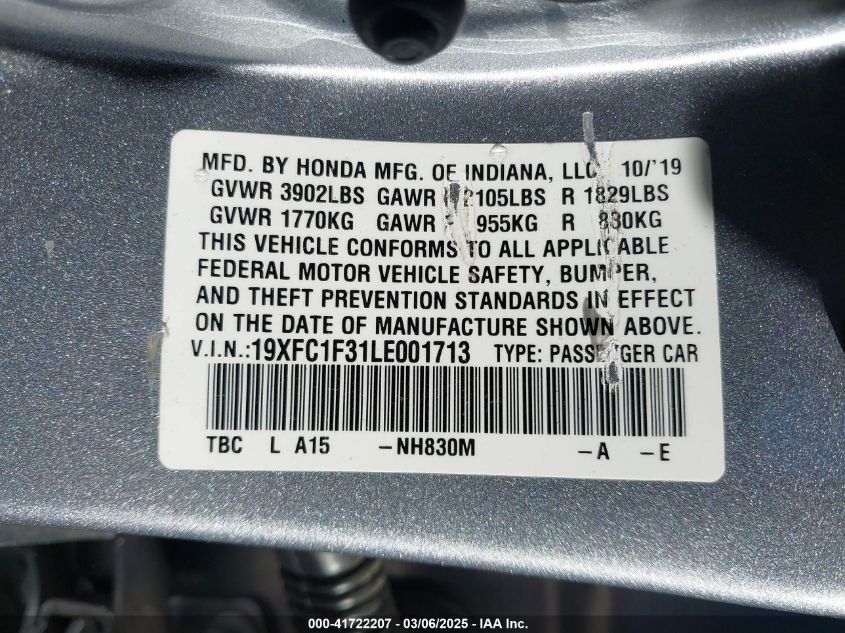 MFD. BY HONDA MFG. OF INDIANA, LLC 10/'19
GVWR 3902LBS GAWR 2105LBS R 1829LBS
GVWR 1770KG GAWR 955KG R 830KG
THIS VEHICLE CONFORMS TO ALL APPLICABLE
FEDERAL MOTOR VEHICLE SAFETY, BUMPER,
AND THEFT PREVENTION STANDARDS IN EFFECT
ON THE DATE OF MANUFACTURE SHOWN ABOVE.
V.I.N.:19XFC1F31LE001713 TYPE: PASSENGER CAR
TBC L A15 -NH830M -A -E
000-41722207 - 03/06/2025 - IAA Inc.